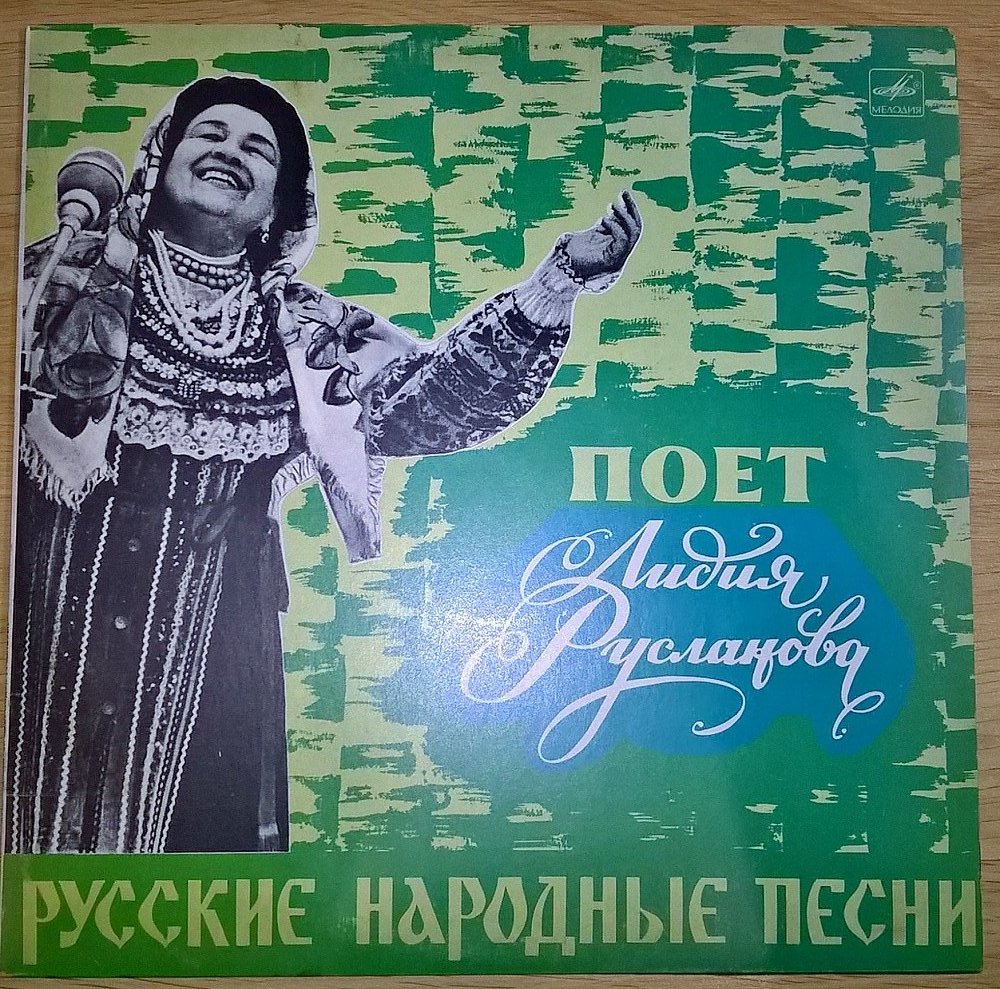 МЕЛОДИЯ
ПОЕТ
Лидия
Русланова
РУССКИЕ НАРОДНЫЕ ПЕСНИ